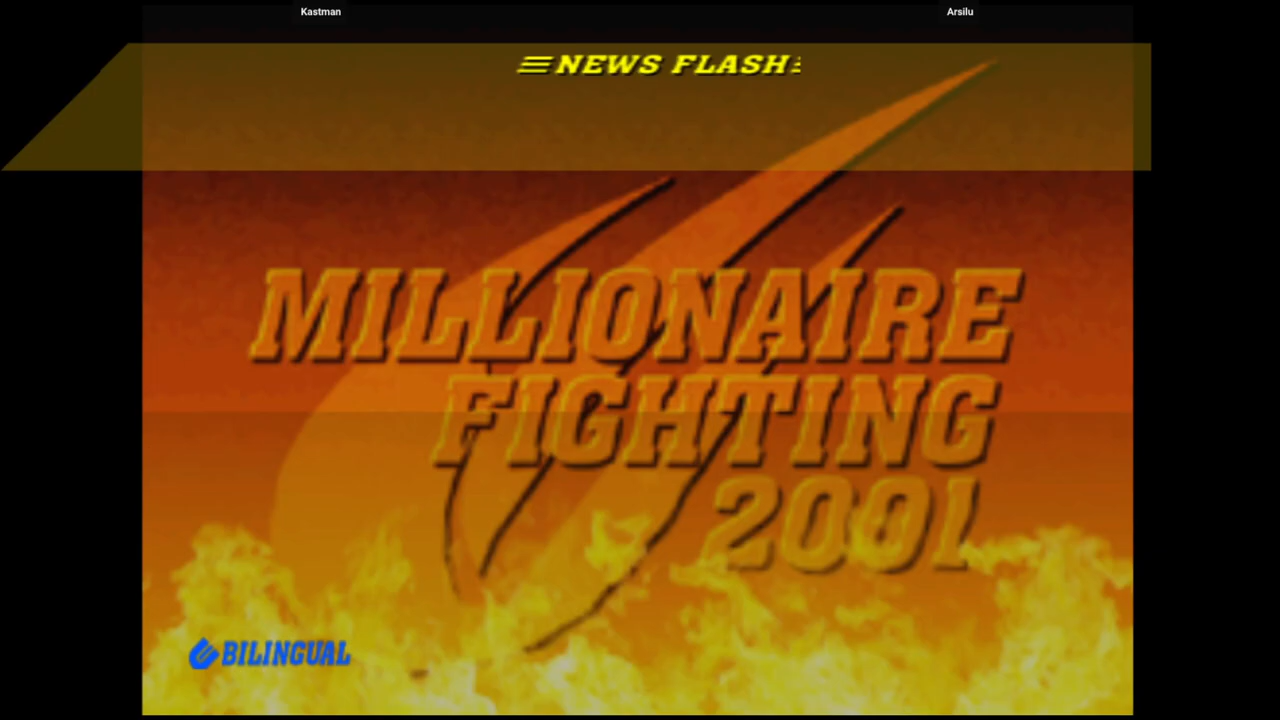 Kastman
Arsilu
NEWS FLASH
MILLIONAIRE
FIGHTING
2001
BILINGUAL